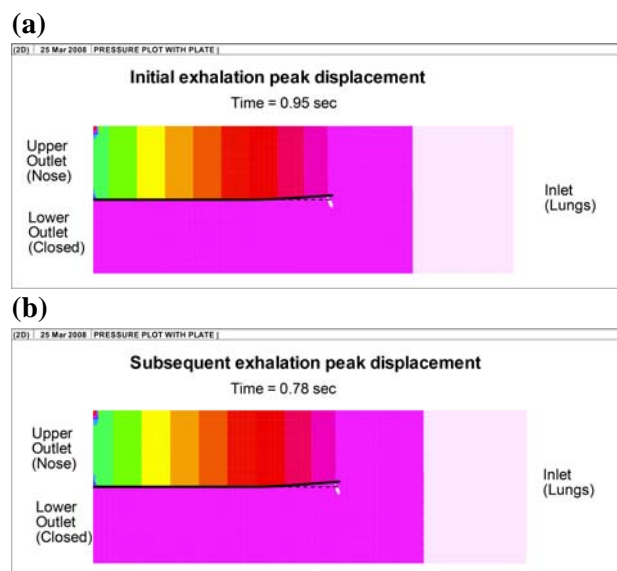 (a)
(2D) | 25 Mar 2008 | PRESSURE PLOT WITH PLATE |
Initial exhalation peak displacement
Time = 0.95 sec
Upper
Outlet
(Nose)
Lower
Outlet
(Closed)
Inlet
(Lungs)
(b)
(2D) | 25 Mar 2008 | PRESSURE PLOT WITH PLATE |
Subsequent exhalation peak displacement
Time = 0.78 sec
Upper
Outlet
(Nose)
Lower
Outlet
(Closed)
Inlet
(Lungs)